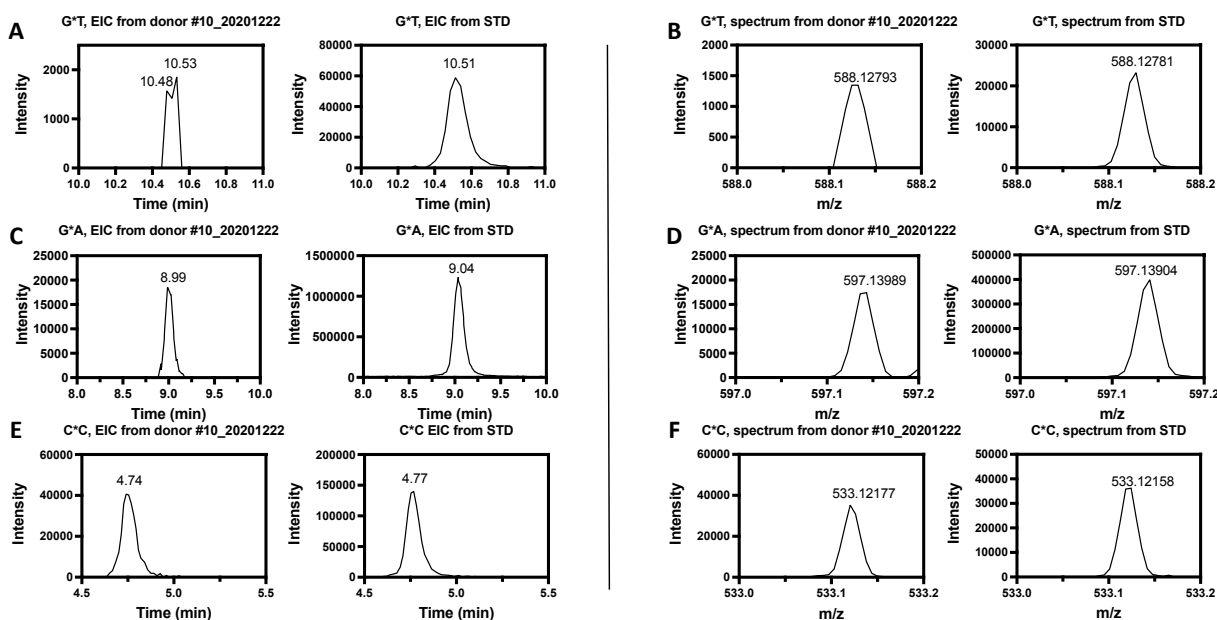 A
G*T, EIC from donor #10_20201222
Intensity
2000
1000
0
10.48
10.53
10.0 10.2 10.4 10.6 10.8 11.0
Time (min)
G*T, EIC from STD
Intensity
80000
60000
40000
20000
0
10.51
10.0 10.2 10.4 10.6 10.8 11.0
Time (min)
B
G*T, spectrum from donor #10_20201222
Intensity
2000
1500
1000
500
0
588.12793
588.0 588.1 588.2
m/z
G*T, spectrum from STD
Intensity
30000
20000
10000
0
588.12781
588.0 588.1 588.2
m/z
C
G*A, EIC from donor #10_20201222
Intensity
25000
20000
15000
10000
5000
0
8.99
8.0 8.5 9.0 9.5 10.0
Time (min)
G*A, EIC from STD
Intensity
1500000
1000000
500000
0
9.04
8.0 8.5 9.0 9.5 10.0
Time (min)
D
G*A, spectrum from donor #10_20201222
Intensity
25000
20000
15000
10000
5000
0
597.13989
597.0 597.1 597.2
m/z
G*A, spectrum from STD
Intensity
500000
400000
300000
200000
100000
0
597.13904
597.0 597.1 597.2
m/z
E
C*C, EIC from donor #10_20201222
Intensity
60000
40000
20000
0
4.74
4.5 5.0 5.5
Time (min)
C*C EIC from STD
Intensity
200000
150000
100000
50000
0
4.77
4.5 5.0 5.5
Time (min)
F
C*C, spectrum from donor #10_20201222
Intensity
60000
40000
20000
0
533.12177
533.0 533.1 533.2
m/z
C*C, spectrum from STD
Intensity
50000
40000
30000
20000
10000
0
533.12158
533.0 533.1 533.2
m/z